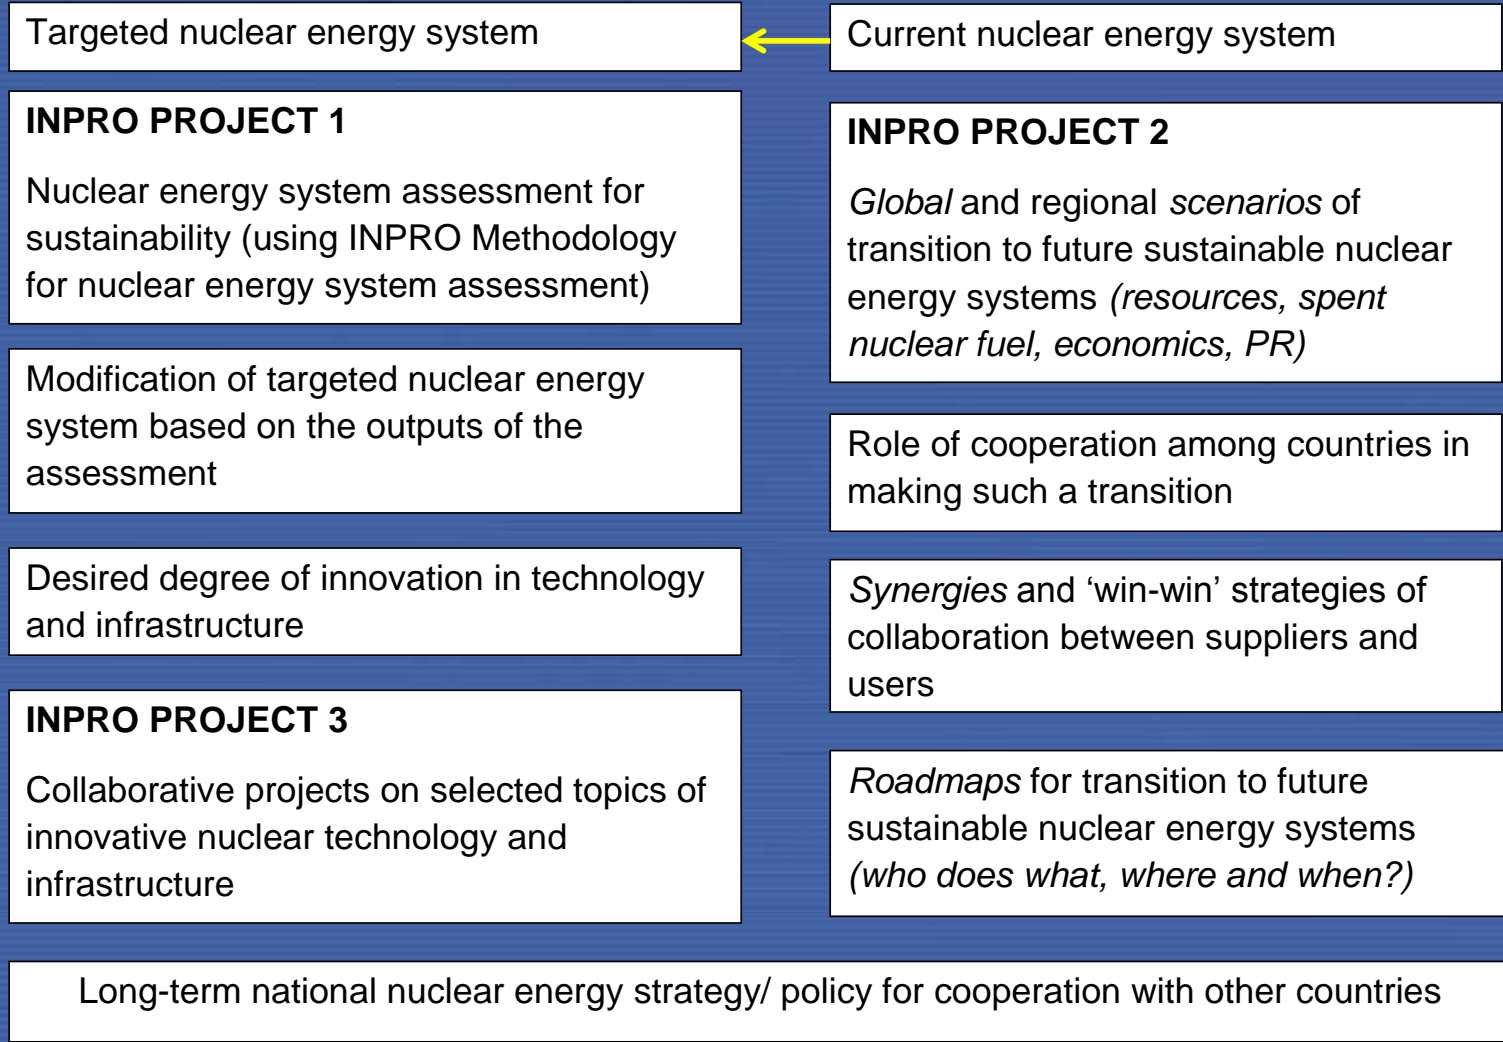 Targeted nuclear energy system
Current nuclear energy system
INPRO PROJECT 1
Nuclear energy system assessment for
sustainability (using INPRO Methodology
for nuclear energy system assessment)
Modification of targeted nuclear energy
system based on the outputs of the
assessment
Desired degree of innovation in technology
and infrastructure
INPRO PROJECT 3
Collaborative projects on selected topics of
innovative nuclear technology and
infrastructure
INPRO PROJECT 2
Global and regional scenarios of
transition to future sustainable nuclear
energy systems (resources, spent
nuclear fuel, economics, PR)
Role of cooperation among countries in
making such a transition
Synergies and ‘win-win’ strategies of
collaboration between suppliers and
users
Roadmaps for transition to future
sustainable nuclear energy systems
(who does what, where and when?)
Long-term national nuclear energy strategy/ policy for cooperation with other countries